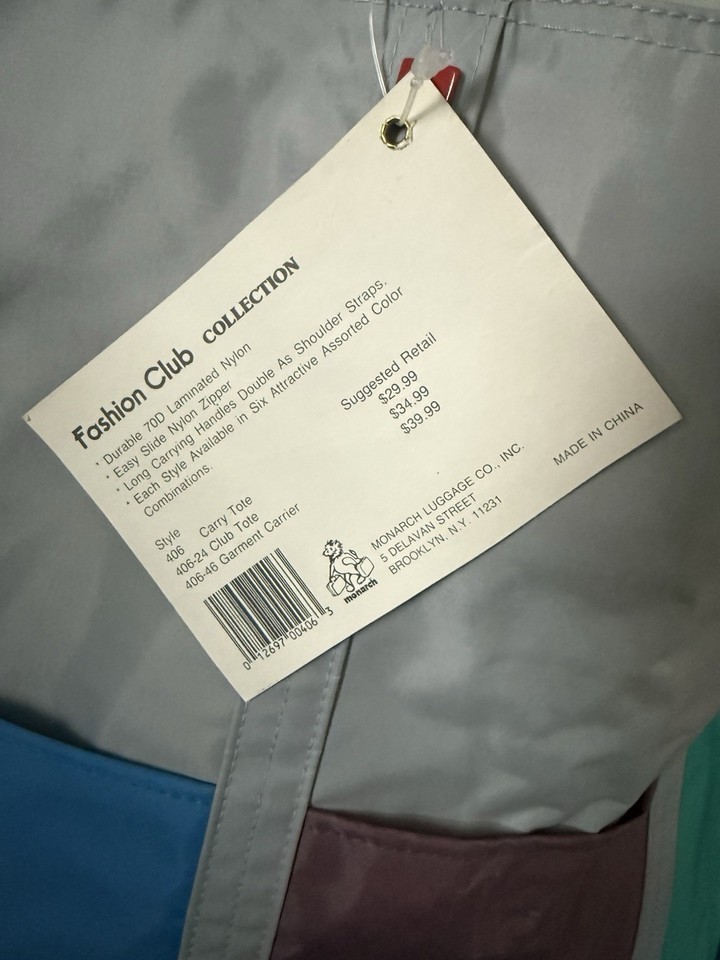 Fashion Club COLLECTION
* Durable 70D Laminated Nylon
* Easy Slide Nylon Zipper
* Long Carrying Handles Double As Shoulder Straps.
* Each Style Available in Six Attractive Assorted Color
Combinations.
Style
406 Carry Tote
406-24 Club Tote
406-46 Garment Carrier
Suggested Retail
$29.99
$34.99
$39.99
0 12697 00406 3
monarch
MONARCH LUGGAGE CO., INC.
5 DELAVAN STREET
BROOKLYN, N.Y. 11231
MADE IN CHINA